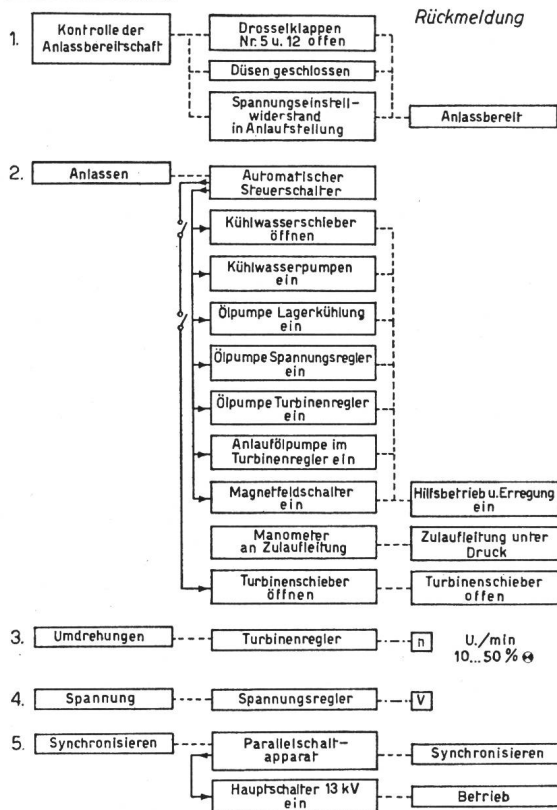 Rückmeldung
1.
Kontrolle der
Anlassbereitschaft
Drosselklappen
Nr. 5 u. 12 offen
Düsen geschlossen
Spannungseinstell-
widerstand
in Anlaufstellung
Anlassbereit
2.
Anlassen
Automatischer
Steuerschalter
Kühlwasserschieber
öffnen
Kühlwasserpumpen
ein
Ölpumpe Lagerkühlung
ein
Ölpumpe Spannungsregler
ein
Ölpumpe Turbinenregler
ein
Anlaufölpumpe im
Turbinenregler ein
Magnetfeldschalter
ein
Hilfsbetrieb u. Erregung
ein
Manometer
an Zulaufleitung
Zulaufleitung unter
Druck
Turbinenschieber
öffnen
Turbinenschieber
offen
3.
Umdrehungen
Turbinenregler
n
U./min
10...50 %
4.
Spannung
Spannungsregler
V
5.
Synchronisieren
Parallelschalt-
apparat
Synchronisieren
Hauptschalter 13 kV
ein
Betrieb